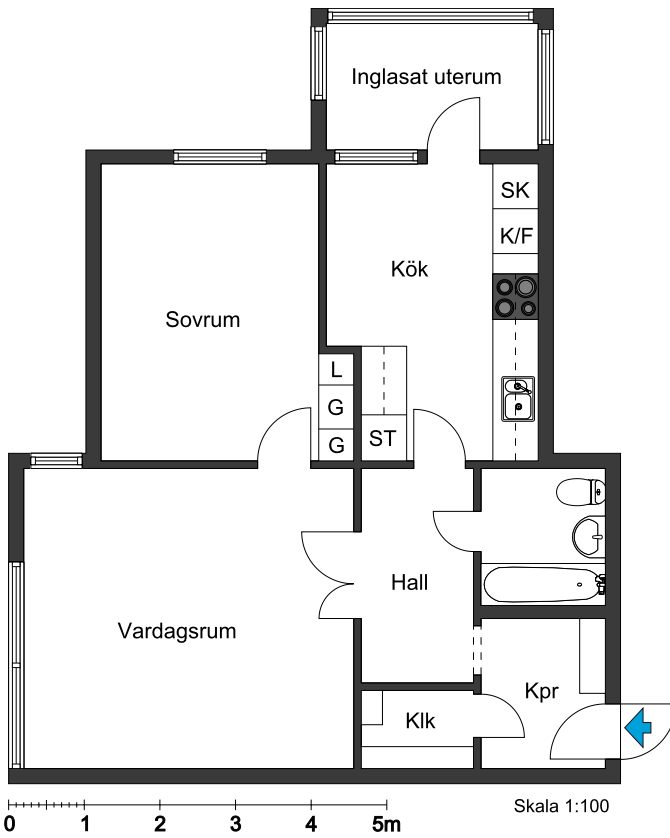 Inglasat uterum
SK
K/F
Kök
Sovrum
L
G
G
ST
Hall
Vardagsrum
Kpr
Klk
Skala 1:100
0 1 2 3 4 5m